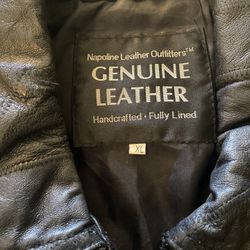 Napoline Leather Outfitters™
GENUINE
LEATHER
Handcrafted · Fully Lined
XL